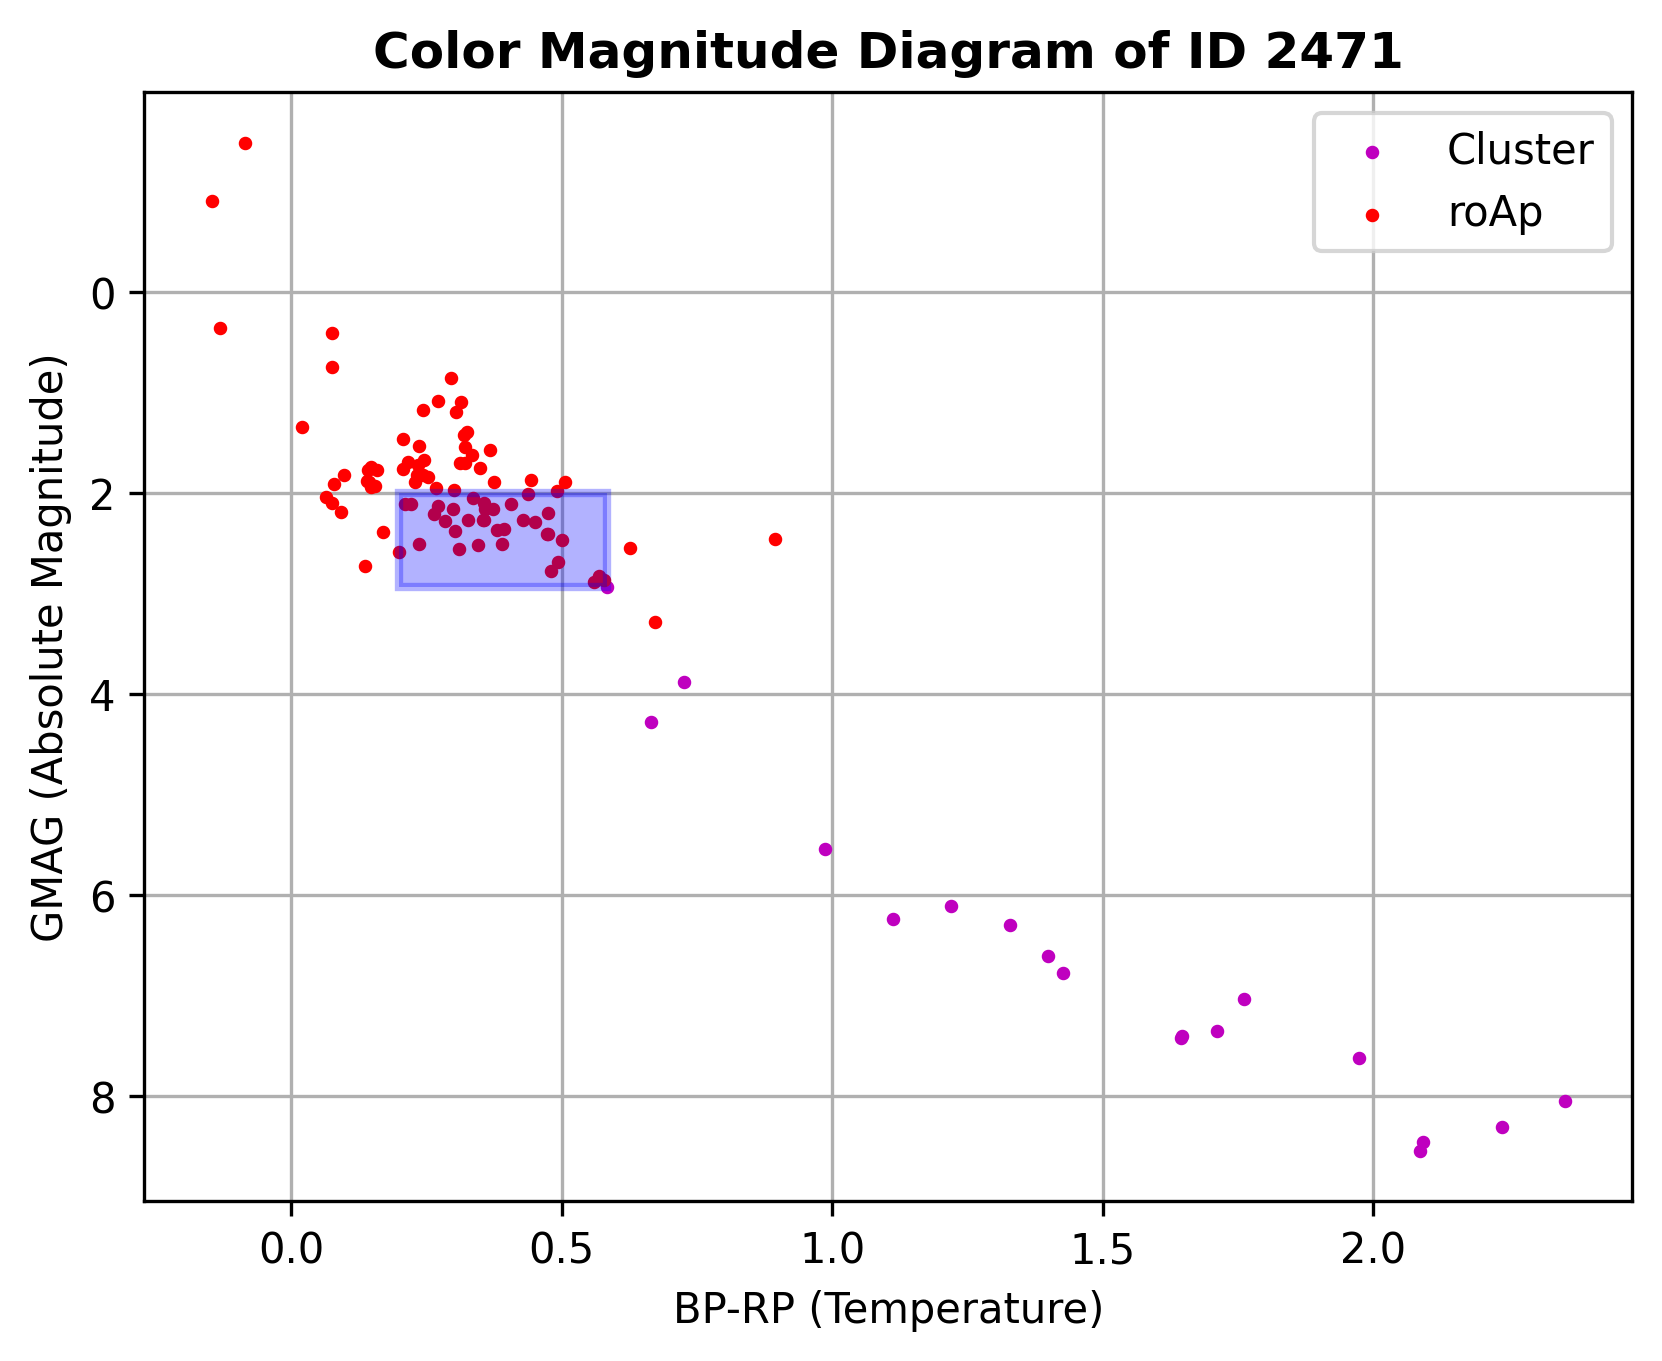 Color Magnitude Diagram of ID 2471
Cluster
roAp
GMAG (Absolute Magnitude)
0
2
4
6
8
0.0 0.5 1.0 1.5 2.0
BP-RP (Temperature)